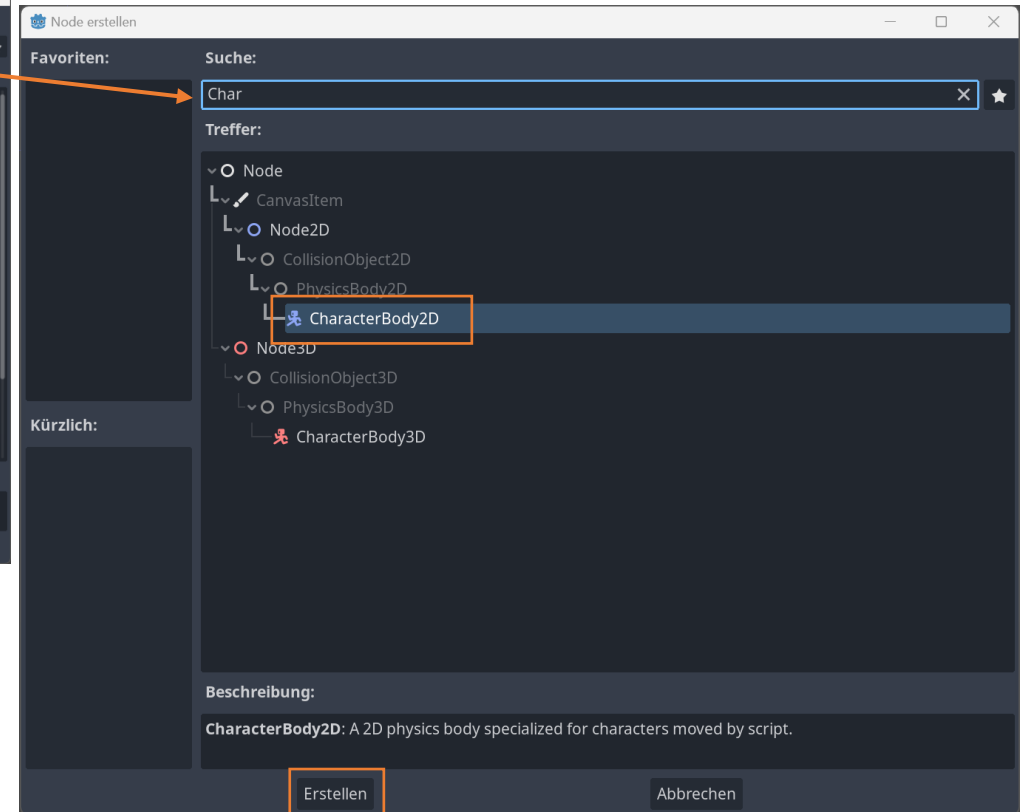 Node erstellen
Favoriten:
Suche:
Char
Treffer:
Node
CanvasItem
Node2D
CollisionObject2D
PhysicsBody2D
CharacterBody2D
Node3D
CollisionObject3D
PhysicsBody3D
CharacterBody3D
Kürzlich:
Beschreibung:
CharacterBody2D: A 2D physics body specialized for characters moved by script.
Erstellen
Abbrechen